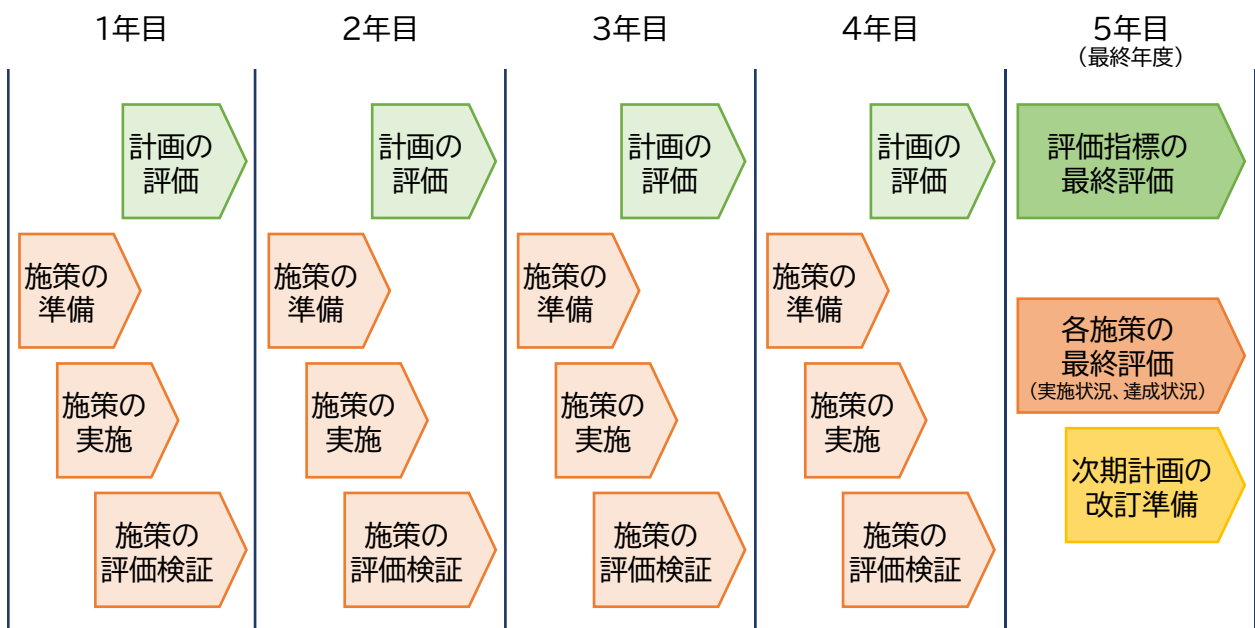 1年目
2年目
3年目
4年目
5年目
（最終年度）
計画の
評価
計画の
評価
計画の
評価
計画の
評価
評価指標の
最終評価
施策の
準備
施策の
準備
施策の
準備
施策の
準備
各施策の
最終評価
（実施状況、達成状況）
施策の
実施
施策の
実施
施策の
実施
施策の
実施
次期計画の
改訂準備
施策の
評価検証
施策の
評価検証
施策の
評価検証
施策の
評価検証